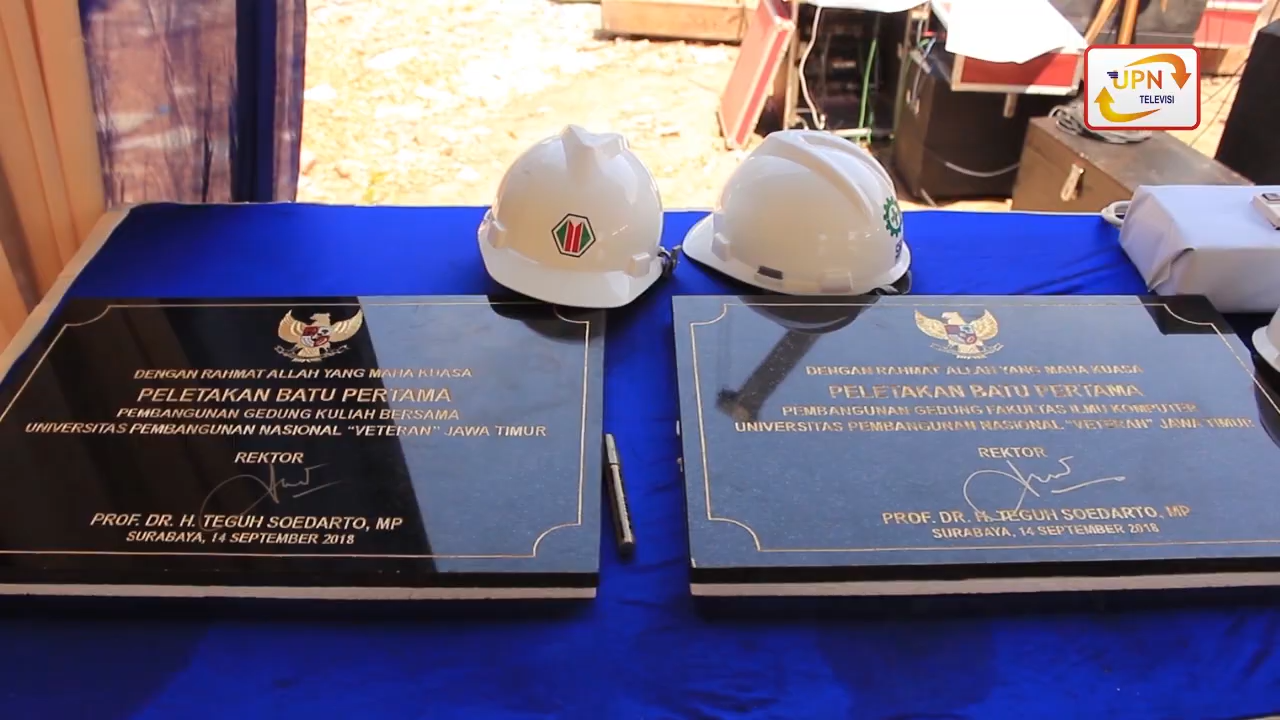 UPN
TELEVISI
DENGAN RAHMAT ALLAH YANG MAHA KUASA
PELETAKAN BATU PERTAMA
PEMBANGUNAN GEDUNG KULIAH BERSAMA
UNIVERSITAS PEMBANGUNAN NASIONAL "VETERAN" JAWA TIMUR
REKTOR
PROF. DR. H. TEGUH SOEDARTO, MP
SURABAYA, 14 SEPTEMBER 2018
DENGAN RAHMAT ALLAH YANG MAHA KUASA
PELETAKAN BATU PERTAMA
PEMBANGUNAN GEDUNG FAKULTAS ILMU KOMPUTER
UNIVERSITAS PEMBANGUNAN NASIONAL "VETERAN" JAWA TIMUR
REKTOR
PROF. DR. H. TEGUH SOEDARTO, MP
SURABAYA, 14 SEPTEMBER 2018